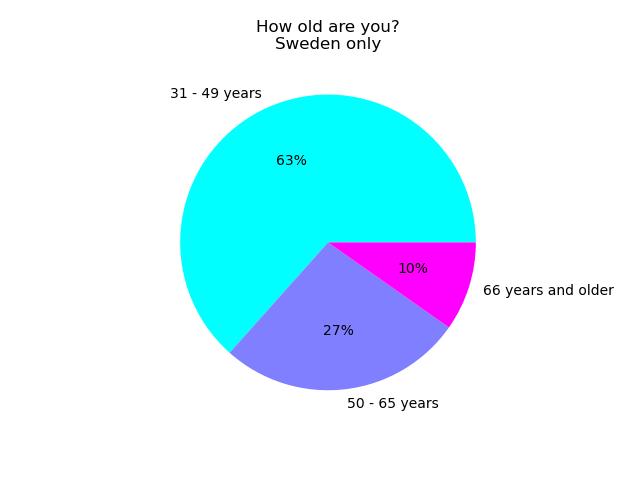 How old are you?
Sweden only
31 - 49 years
63%
10%
66 years and older
27%
50 - 65 years